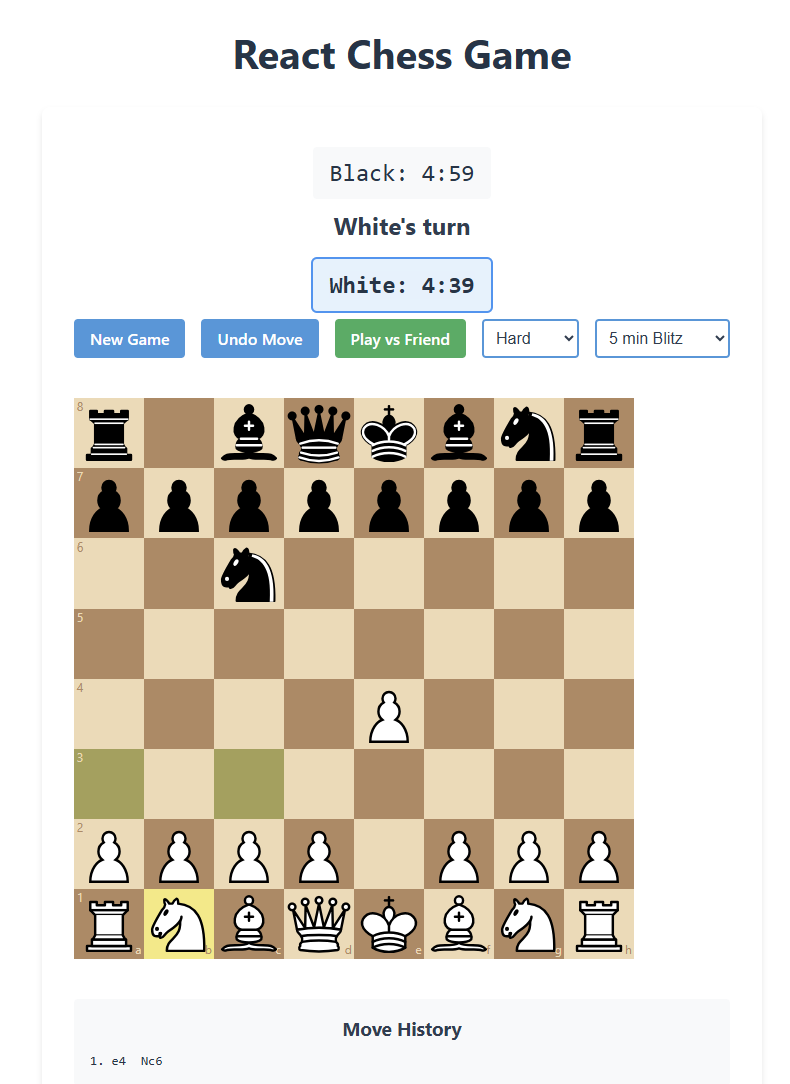 React Chess Game
Black: 4:59
White's turn
White: 4:39
New Game Undo Move Play vs Friend Hard 5 min Blitz
8
7
6
5
4
3
2
1
a b c d e f g h
Move History
1. e4 Nc6